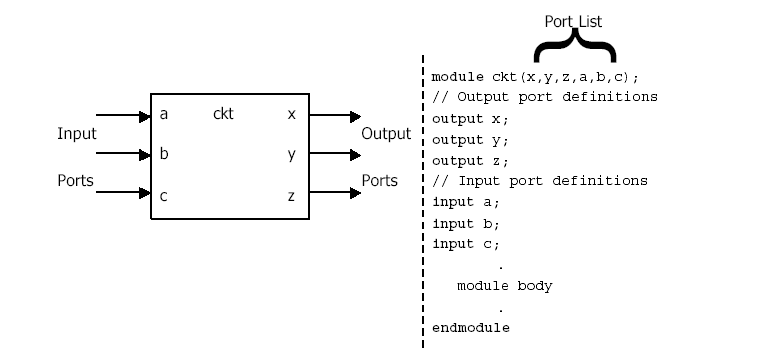 Port List
Input
Ports
a ckt x
b y
c z
Output
Ports
module ckt(x,y,z,a,b,c);
// Output port definitions
output x;
output y;
output z;
// Input port definitions
input a;
input b;
input c;
.
module body
.
endmodule